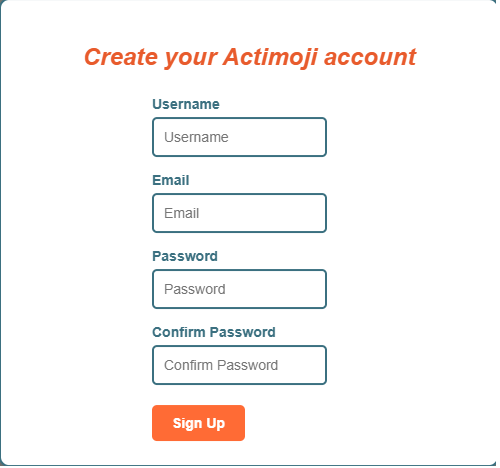 Create your Actimoji account
Username
Username
Email
Email
Password
Password
Confirm Password
Confirm Password
Sign Up